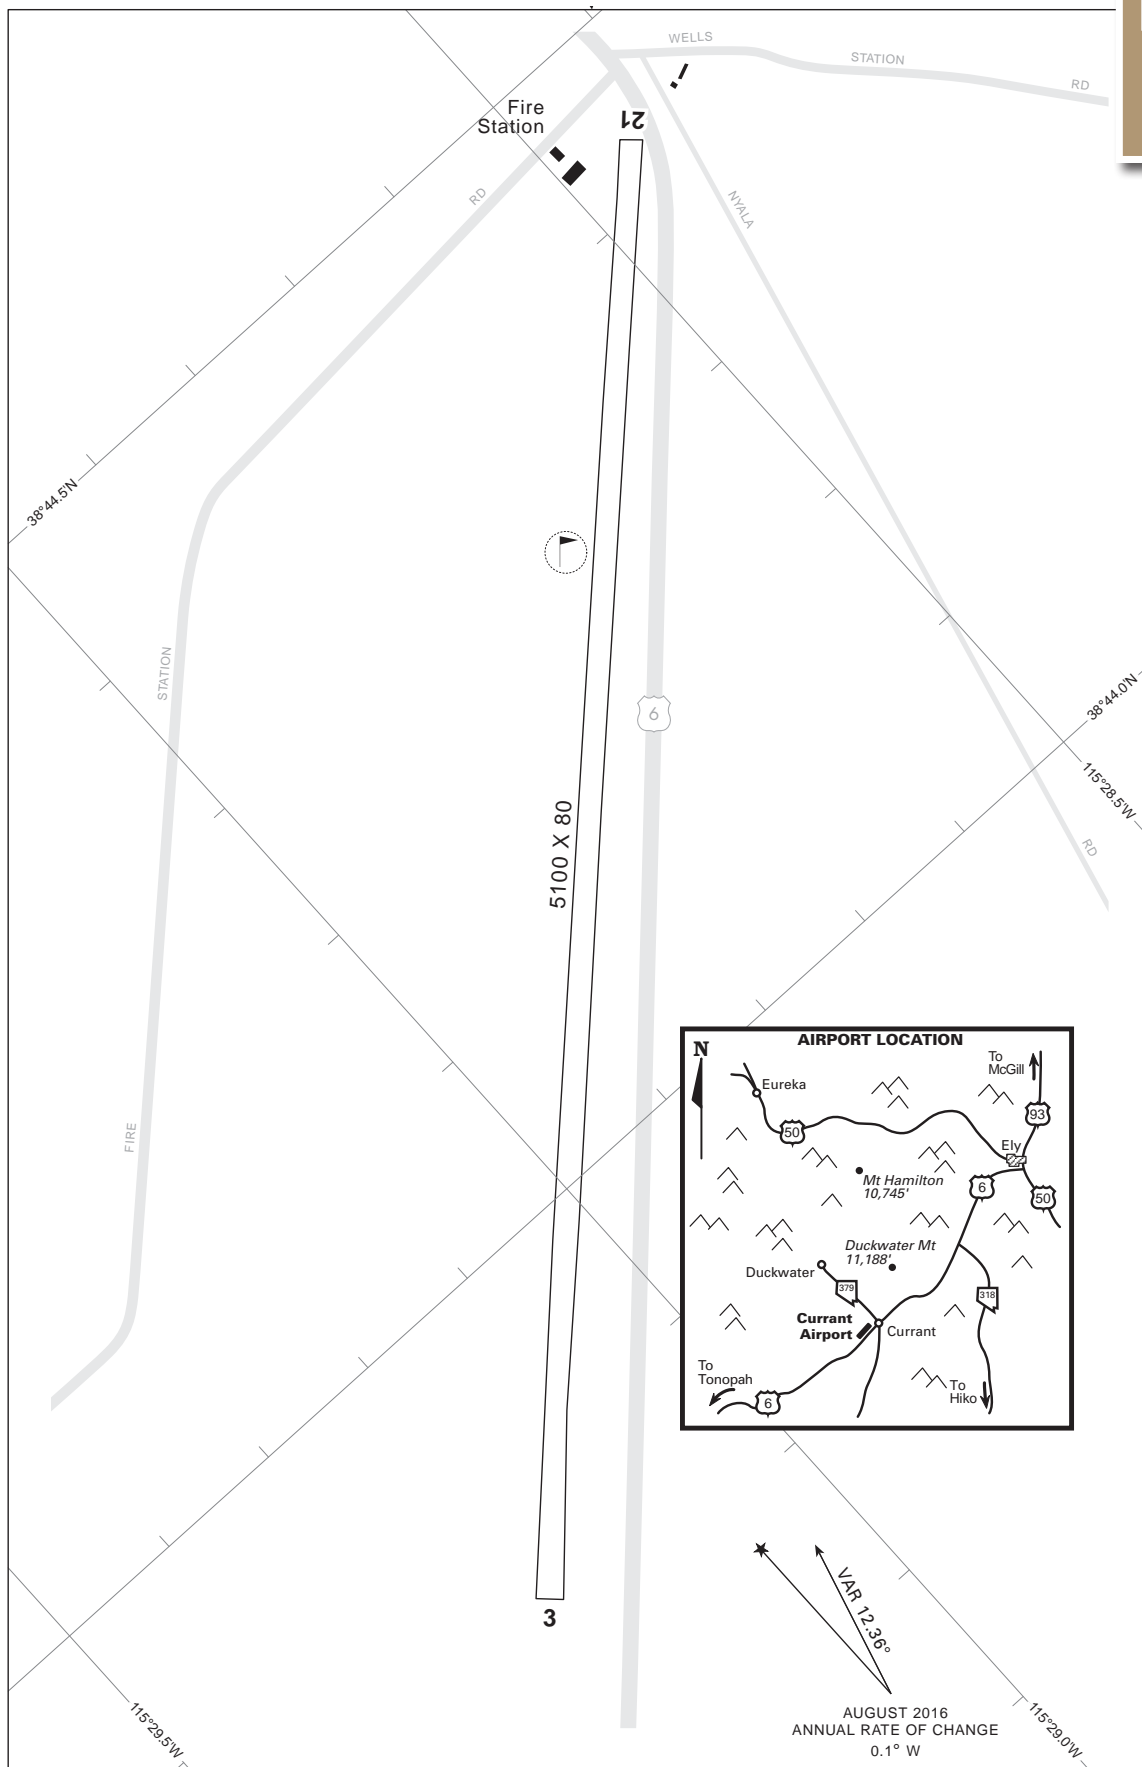 WELLS
STATION
RD
Fire
Station
21
RD
NYALA
38°44.5'N
STATION
6
38°44.0'N
115°28.5'W
5100 X 80
RD
FIRE
AIRPORT LOCATION
N
To
McGill
Eureka
93
50
Ely
Mt Hamilton
10,745'
6
50
Duckwater Mt
11,188'
Duckwater
379
318
Currant
Airport
Currant
To
Tonopah
To
Hiko
6
VAR 12.36°
3
115°29.5'W
115°29.0'W
AUGUST 2016
ANNUAL RATE OF CHANGE
0.1° W